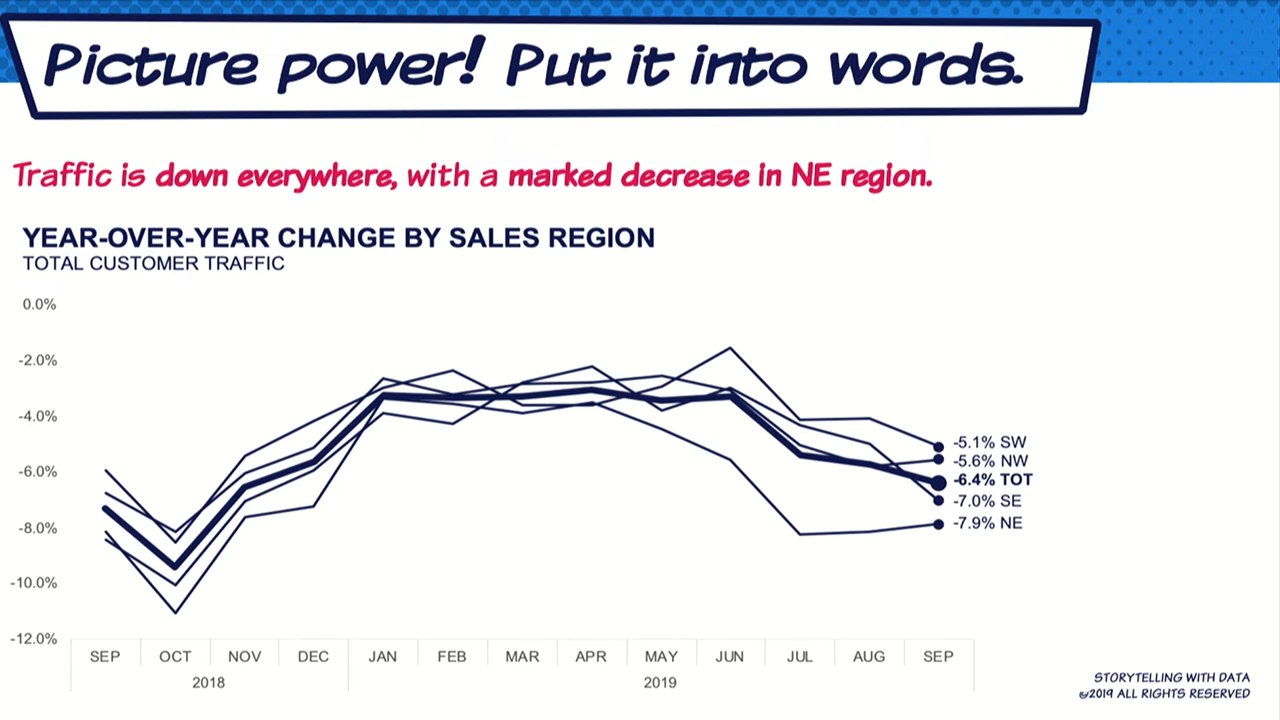 Picture power! Put it into words.
Traffic is down everywhere, with a marked decrease in NE region.
YEAR-OVER-YEAR CHANGE BY SALES REGION
TOTAL CUSTOMER TRAFFIC
0.0%
-2.0%
-4.0%
-6.0%
-8.0%
-10.0%
-12.0%
-5.1% SW
-5.6% NW
-6.4% TOT
-7.0% SE
-7.9% NE
SEP OCT NOV DEC JAN FEB MAR APR MAY JUN JUL AUG SEP
2018 2019
STORYTELLING WITH DATA
©2019 ALL RIGHTS RESERVED